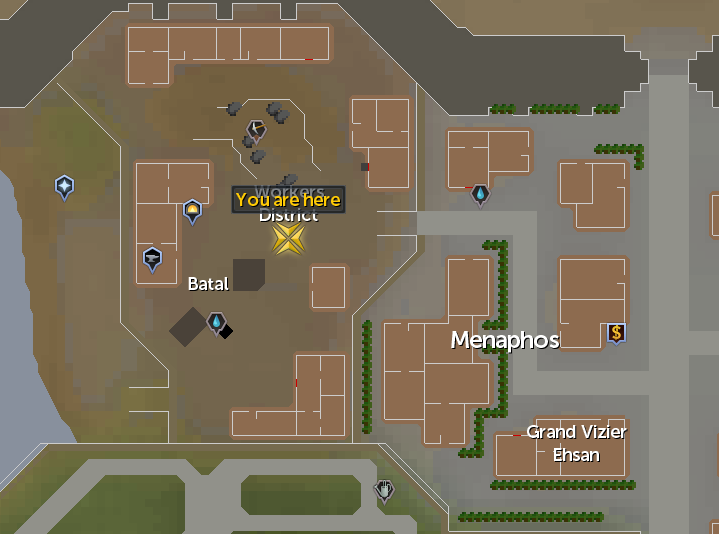 Workers
You are here
District
Batal
Menaphos
$
Grand Vizier
Ehsan